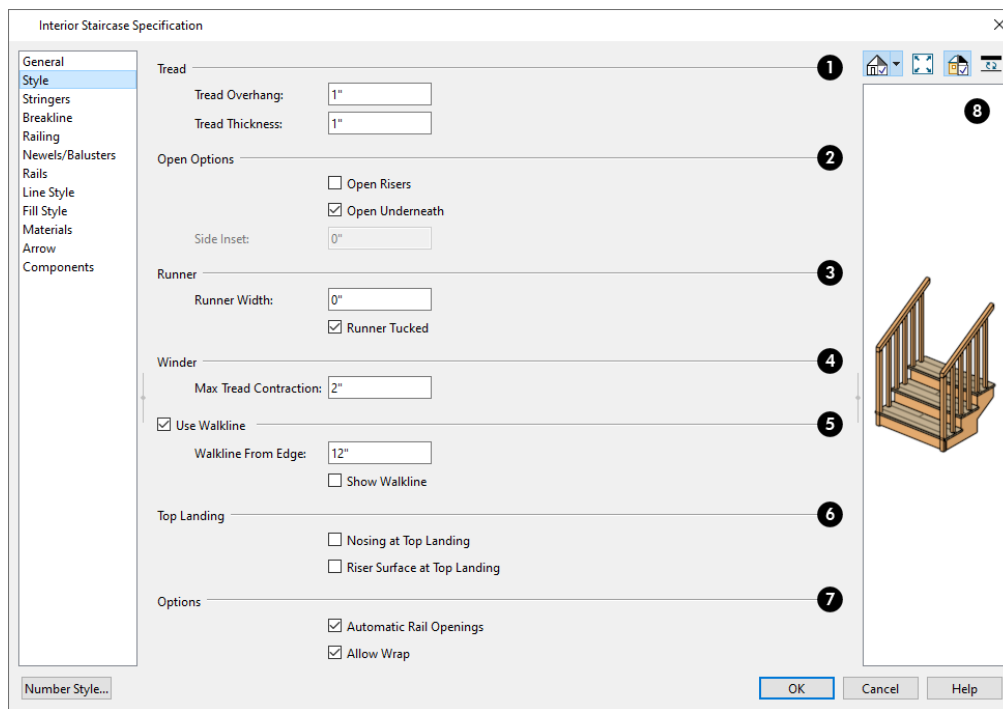 Interior Staircase Specification
General
Style
Stringers
Breakline
Railing
Newels/Balusters
Rails
Line Style
Fill Style
Materials
Arrow
Components
Tread
1
Tread Overhang: 1"
Tread Thickness: 1"
Open Options
2
Open Risers
Open Underneath
Side Inset: 0"
Runner
3
Runner Width: 0"
Runner Tucked
Winder
4
Max Tread Contraction: 2"
Use Walkline
5
Walkline From Edge: 12"
Show Walkline
Top Landing
6
Nosing at Top Landing
Riser Surface at Top Landing
Options
7
Automatic Rail Openings
Allow Wrap
8
Number Style...
OK
Cancel
Help